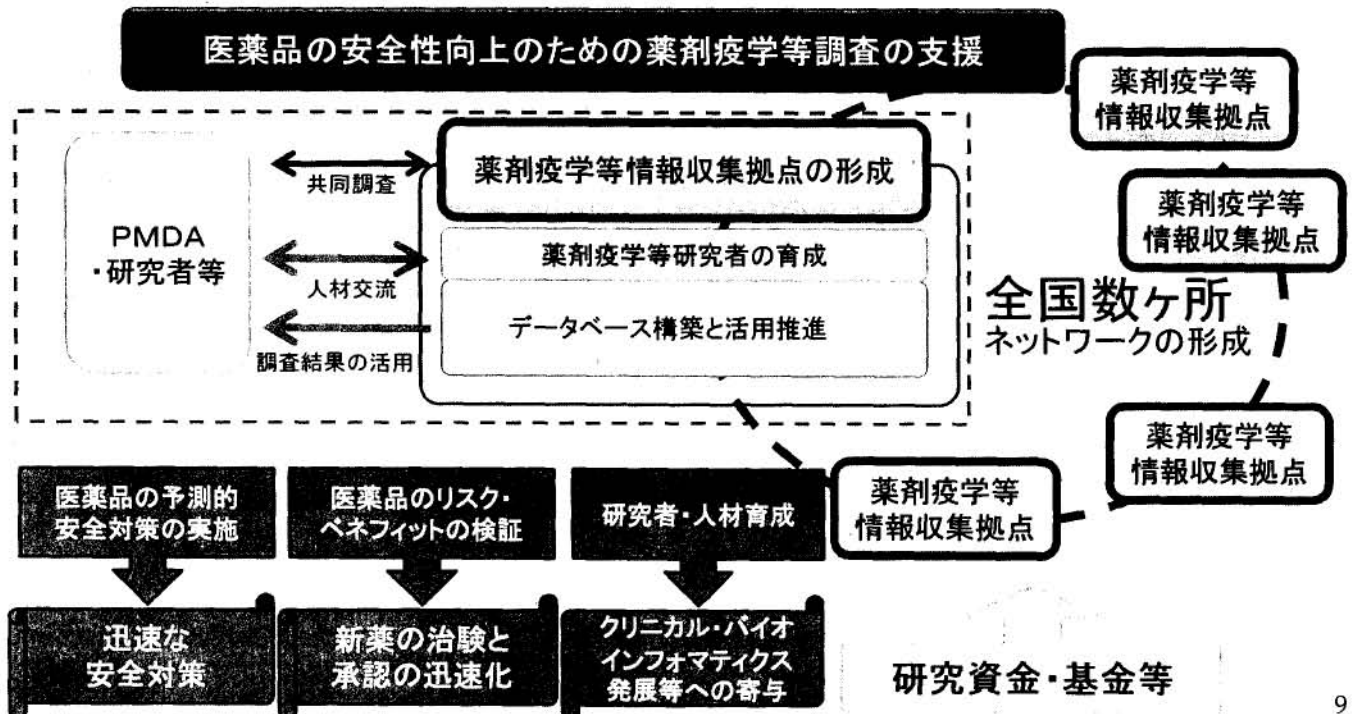 医薬品の安全性向上のための薬剤疫学等調査の支援
薬剤疫学等
情報収集拠点
PMDA
・研究者等
共同調査
人材交流
調査結果の活用
薬剤疫学等情報収集拠点の形成
薬剤疫学等研究者の育成
データベース構築と活用推進
薬剤疫学等
情報収集拠点
全国数ヶ所
ネットワークの形成
薬剤疫学等
情報収集拠点
薬剤疫学等
情報収集拠点
医薬品の予測的
安全対策の実施
医薬品のリスク・
ベネフィットの検証
研究者・人材育成
迅速な
安全対策
新薬の治験と
承認の迅速化
クリニカル・バイオ
インフォマティクス
発展等への寄与
研究資金・基金等
9